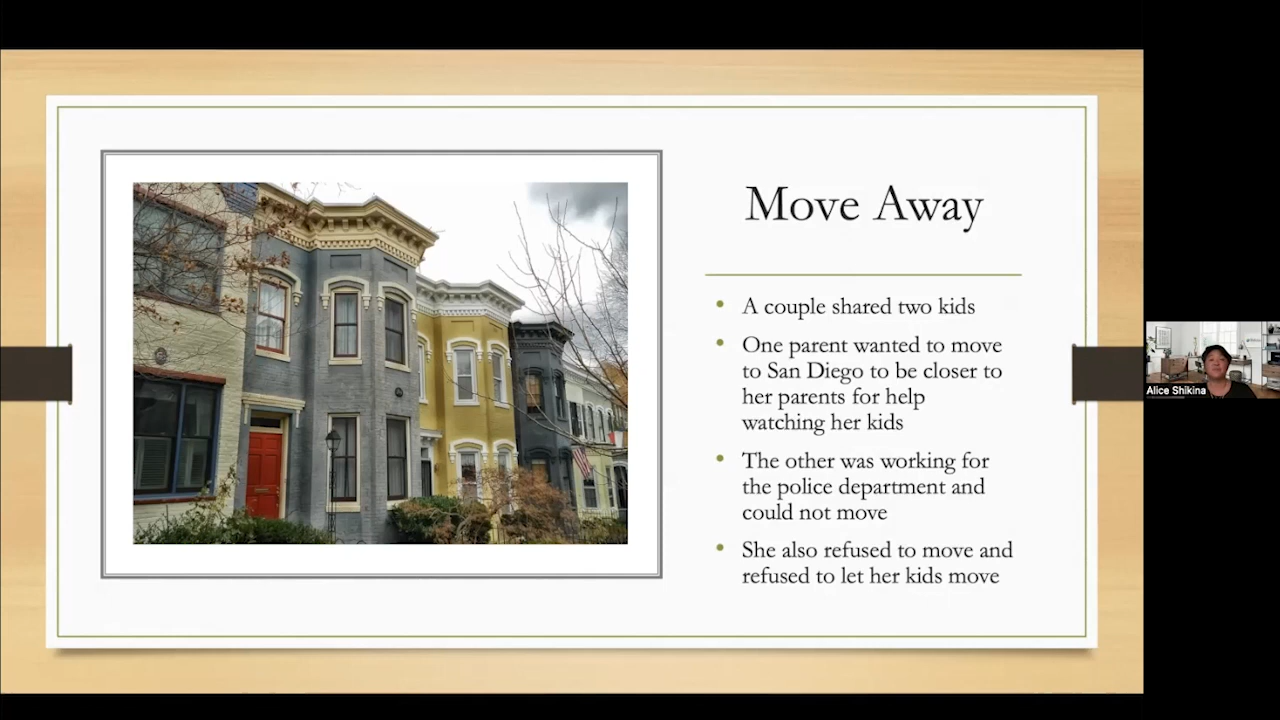 Move Away
• A couple shared two kids
• One parent wanted to move
to San Diego to be closer to
her parents for help
watching her kids
• The other was working for
the police department and
could not move
• She also refused to move and
refused to let her kids move
Alice Shikina